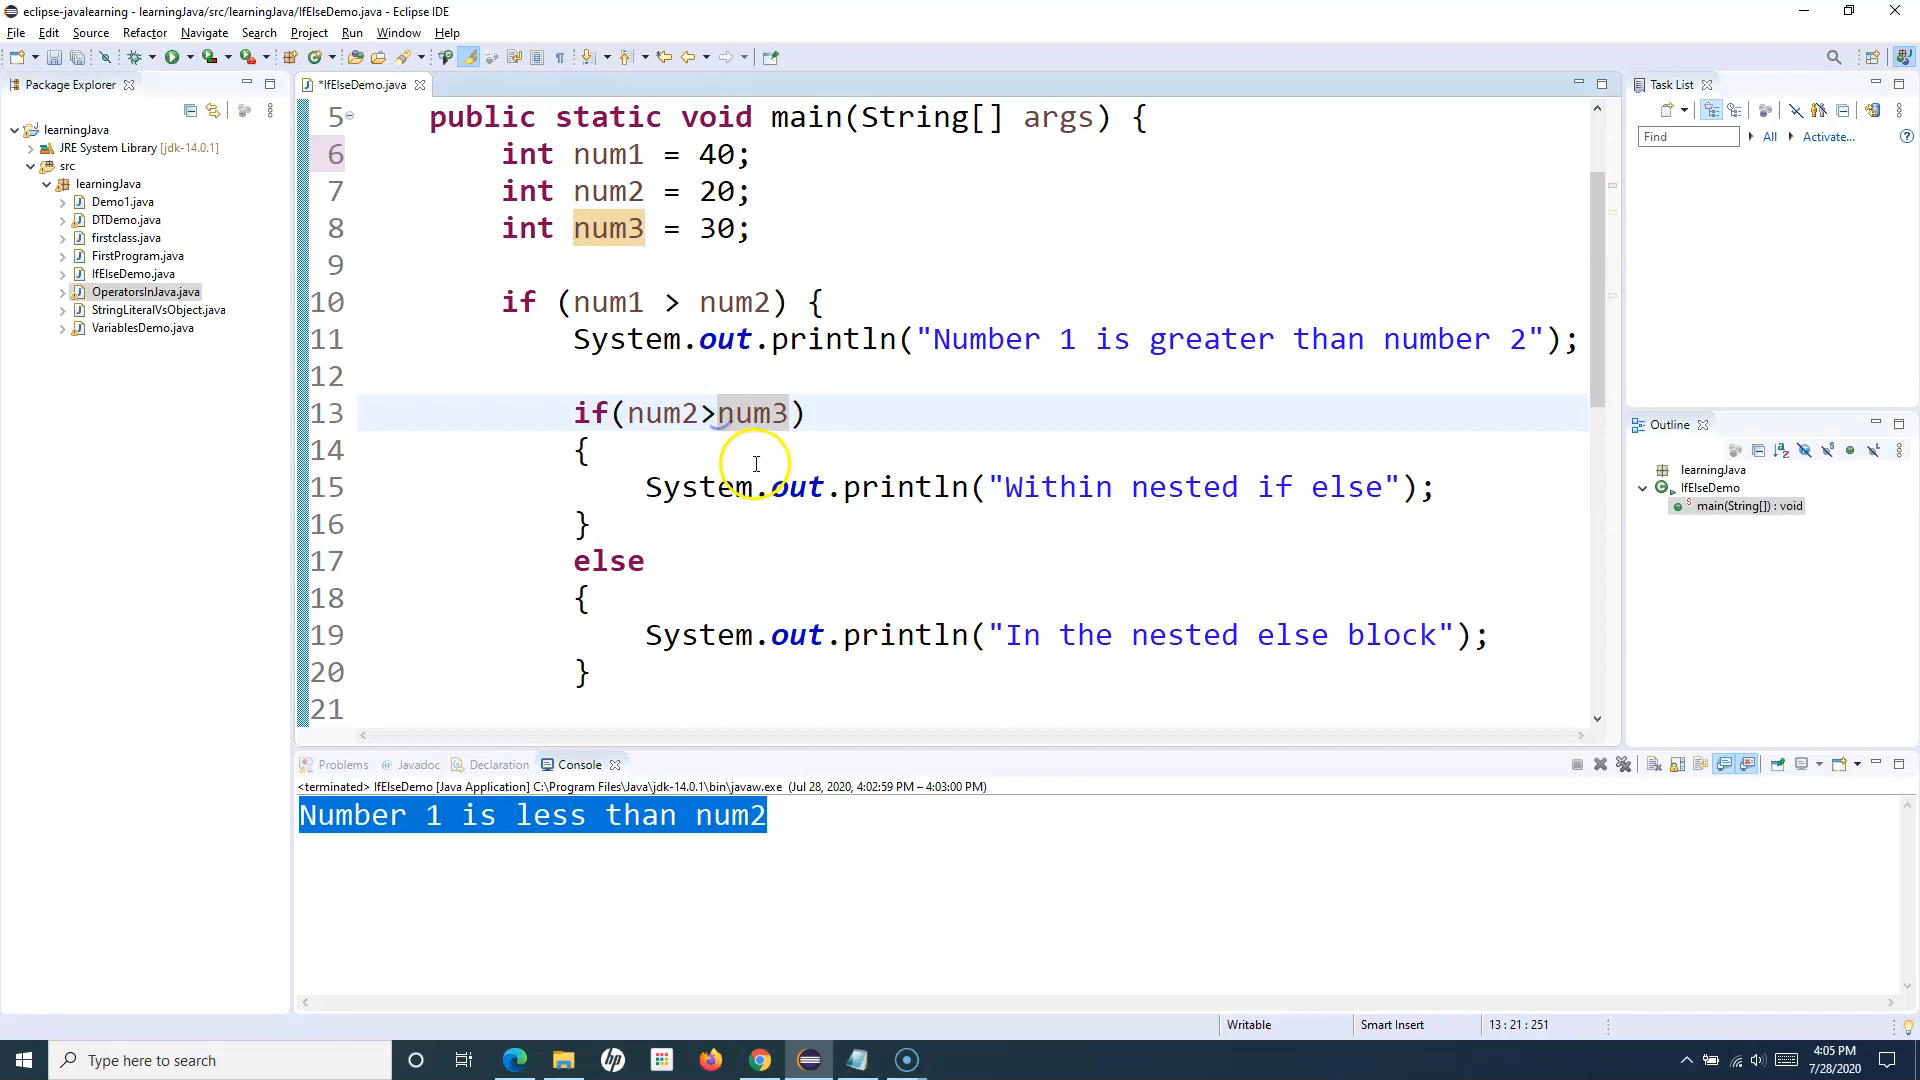 eclipse-javalearning - learningJava/src/learningJava/IfElseDemo.java - Eclipse IDE
File Edit Source Refactor Navigate Search Project Run Window Help
Package Explorer
learningJava
JRE System Library [jdk-14.0.1]
src
learningJava
Demo1.java
DTDemo.java
firstclass.java
FirstProgram.java
IfElseDemo.java
OperatorsInJava.java
StringLiteralVsObject.java
VariablesDemo.java
*IfElseDemo.java
5 public static void main(String[] args) {
6 int num1 = 40;
7 int num2 = 20;
8 int num3 = 30;
9
10 if (num1 > num2) {
11 System.out.println("Number 1 is greater than number 2");
12
13 if(num2>num3)
14 {
15 System.out.println("Within nested if else");
16 }
17 else
18 {
19 System.out.println("In the nested else block");
20 }
21
Task List
Find All Activate...
Outline
learningJava
IfElseDemo
main(String[]) : void
Problems Javadoc Declaration Console
<terminated> IfElseDemo [Java Application] C:\Program Files\Java\jdk-14.0.1\bin\javaw.exe (Jul 28, 2020, 4:02:59 PM – 4:03:00 PM)
Number 1 is less than num2
Writable Smart Insert 13 : 21 : 251
Type here to search
4:05 PM
7/28/2020